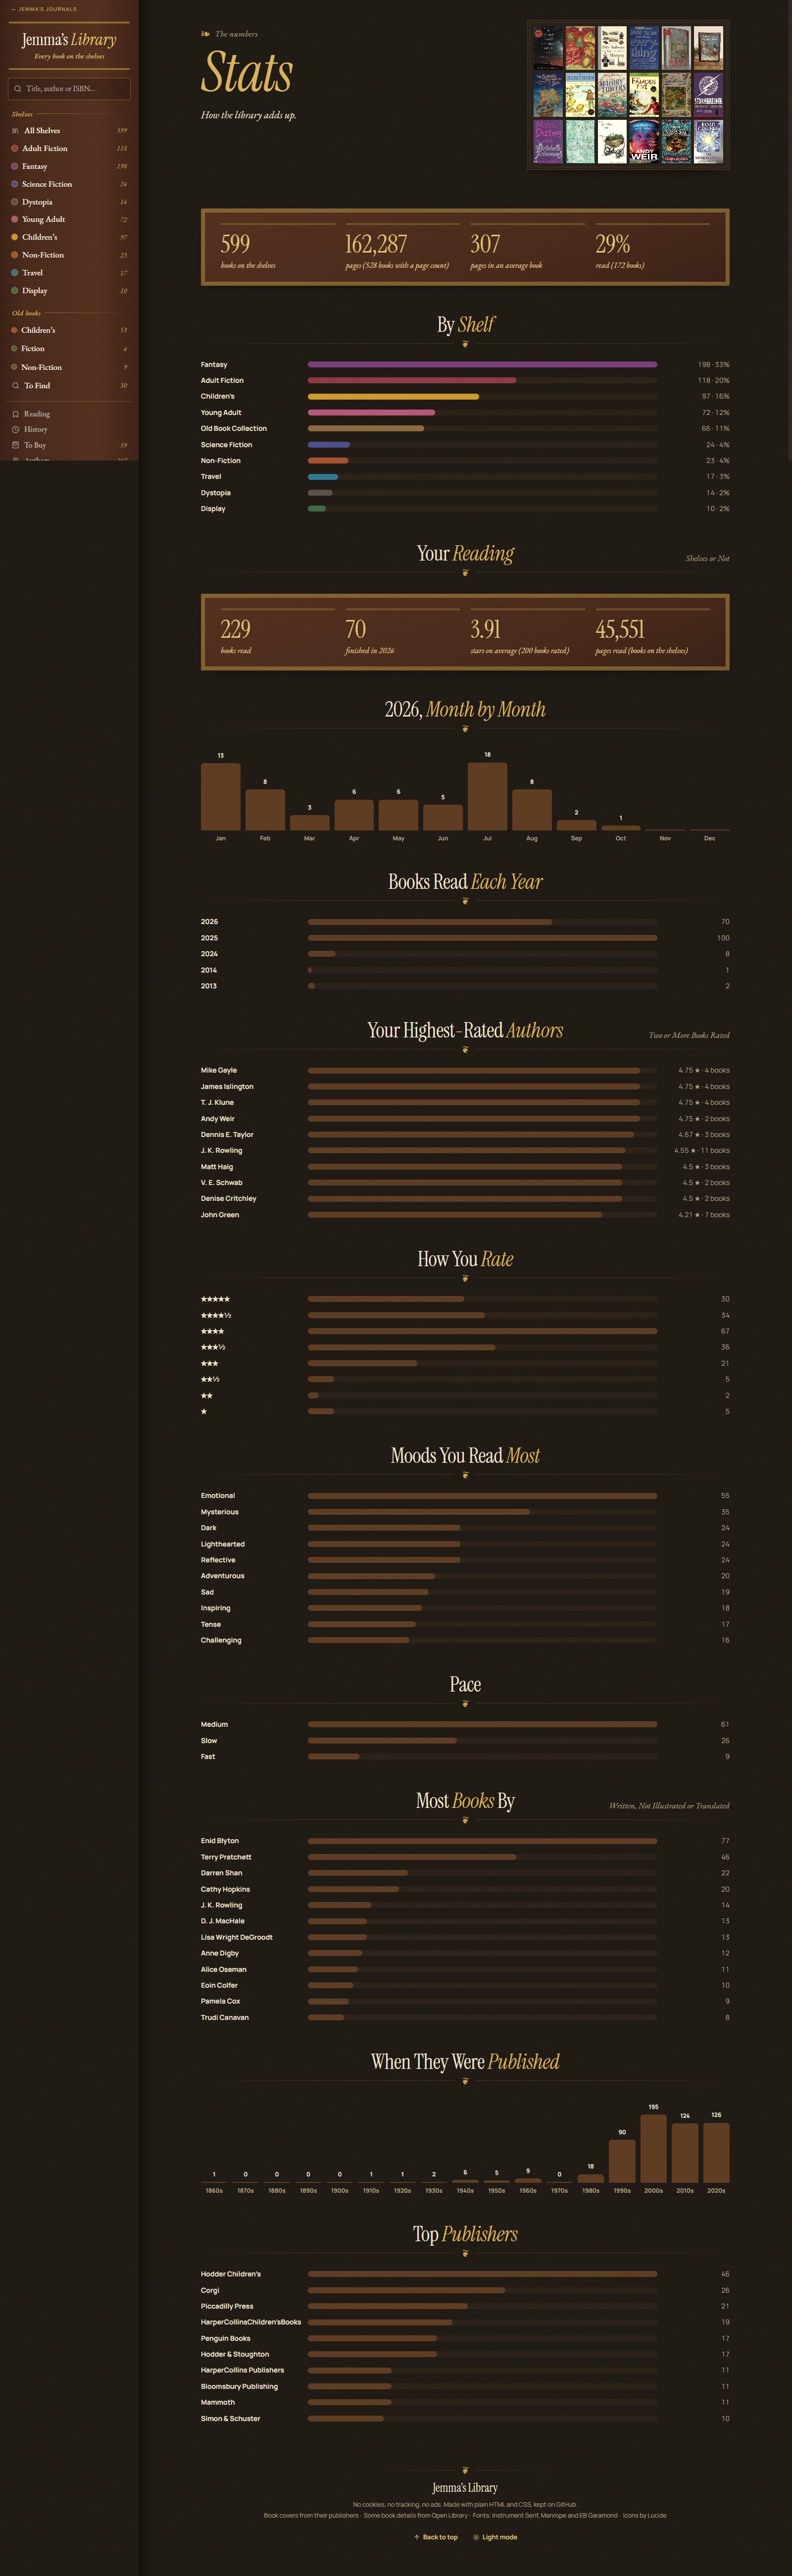 ← JEMMA'S JOURNALS
Jemma's Library
Every book on the shelves
Title, author or ISBN...
Shelves
All Shelves 599
Adult Fiction 118
Fantasy 198
Science Fiction 24
Dystopia 14
Young Adult 72
Children's 97
Non-Fiction 23
Travel 17
Display 10
Old books
Children's 53
Fiction 4
Non-Fiction 9
To Find 30
Reading
History
To Buy 59
The numbers
Stats
How the library adds up.
MALORY TOWERS
FAMOUS FIVE
ANDY WEIR
599
books on the shelves
162,287
pages (528 books with a page count)
307
pages in an average book
29%
read (172 books)
By Shelf
Fantasy 198 · 33%
Adult Fiction 118 · 20%
Children's 97 · 16%
Young Adult 72 · 12%
Old Book Collection 66 · 11%
Science Fiction 24 · 4%
Non-Fiction 23 · 4%
Travel 17 · 3%
Dystopia 14 · 2%
Display 10 · 2%
Your Reading
Shelves or Not
229
books read
70
finished in 2026
3.91
stars on average (200 books rated)
45,551
pages read (books on the shelves)
2026, Month by Month
13 8 3 6 6 5 18 8 2 1
Jan Feb Mar Apr May Jun Jul Aug Sep Oct Nov Dec
Books Read Each Year
2026 70
2025 100
2024 8
2014 1
2013 2
Your Highest-Rated Authors
Two or More Books Rated
Mike Gayle 4.75 ★ · 4 books
James Islington 4.75 ★ · 4 books
T. J. Klune 4.75 ★ · 4 books
Andy Weir 4.75 ★ · 2 books
Dennis E. Taylor 4.67 ★ · 3 books
J. K. Rowling 4.55 ★ · 11 books
Matt Haig 4.5 ★ · 3 books
V. E. Schwab 4.5 ★ · 2 books
Denise Critchley 4.5 ★ · 2 books
John Green 4.21 ★ · 7 books
How You Rate
★★★★★ 30
★★★★½ 34
★★★★ 67
★★★½ 36
★★★ 21
★★½ 5
★★ 2
★ 5
Moods You Read Most
Emotional 55
Mysterious 35
Dark 24
Lighthearted 24
Reflective 24
Adventurous 20
Sad 19
Inspiring 18
Tense 17
Challenging 16
Pace
Medium 61
Slow 26
Fast 9
Most Books By
Written, Not Illustrated or Translated
Enid Blyton 77
Terry Pratchett 46
Darren Shan 22
Cathy Hopkins 20
J. K. Rowling 14
D. J. MacHale 13
Lisa Wright DeGroodt 13
Anne Digby 12
Alice Oseman 11
Eoin Colfer 10
Pamela Cox 9
Trudi Canavan 8
When They Were Published
1 0 0 0 0 1 1 2 6 5 9 0 18 90 195 124 126
1860s 1870s 1880s 1890s 1900s 1910s 1920s 1930s 1940s 1950s 1960s 1970s 1980s 1990s 2000s 2010s 2020s
Top Publishers
Hodder Children's 46
Corgi 26
Piccadilly Press 21
HarperCollinsChildren'sBooks 19
Penguin Books 17
Hodder & Stoughton 17
HarperCollins Publishers 11
Bloomsbury Publishing 11
Mammoth 11
Simon & Schuster 10
Jemma's Library
No cookies, no tracking, no ads. Made with plain HTML and CSS, kept on GitHub.
Book covers from their publishers · Some book details from Open Library · Fonts: Instrument Serif, Manrope and EB Garamond · Icons by Lucide
↑ Back to top Light mode